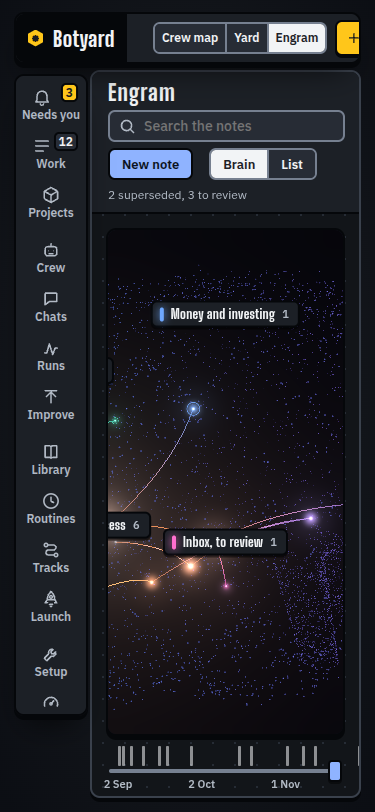 Botyard
Crew map
Yard
Engram
+
3
Needs you
12
Work
Projects
Crew
Chats
Runs
Improve
Library
Routines
Tracks
Launch
Setup
Engram
Search the notes
New note
Brain
List
2 superseded, 3 to review
Money and investing 1
ess 6
Inbox, to review 1
2 Sep
2 Oct
1 Nov